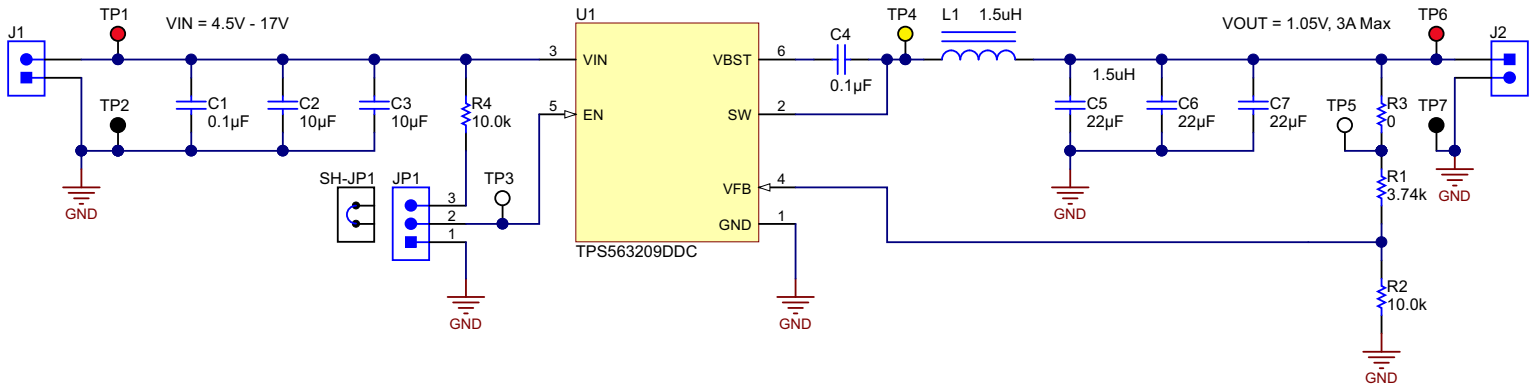 J1
TP1
VIN = 4.5V - 17V
TP2
GND
C1
0.1µF
C2
10µF
C3
10µF
R4
10.0k
SH-JP1
JP1
3
2
1
TP3
GND
U1
3
VIN
5
EN
VBST
6
SW
2
VFB
4
GND
1
TPS563209DDC
GND
C4
0.1µF
TP4
L1
1.5uH
1.5uH
C5
22µF
C6
22µF
C7
22µF
GND
VOUT = 1.05V, 3A Max
TP6
J2
TP5
R3
0
TP7
GND
R1
3.74k
R2
10.0k
GND